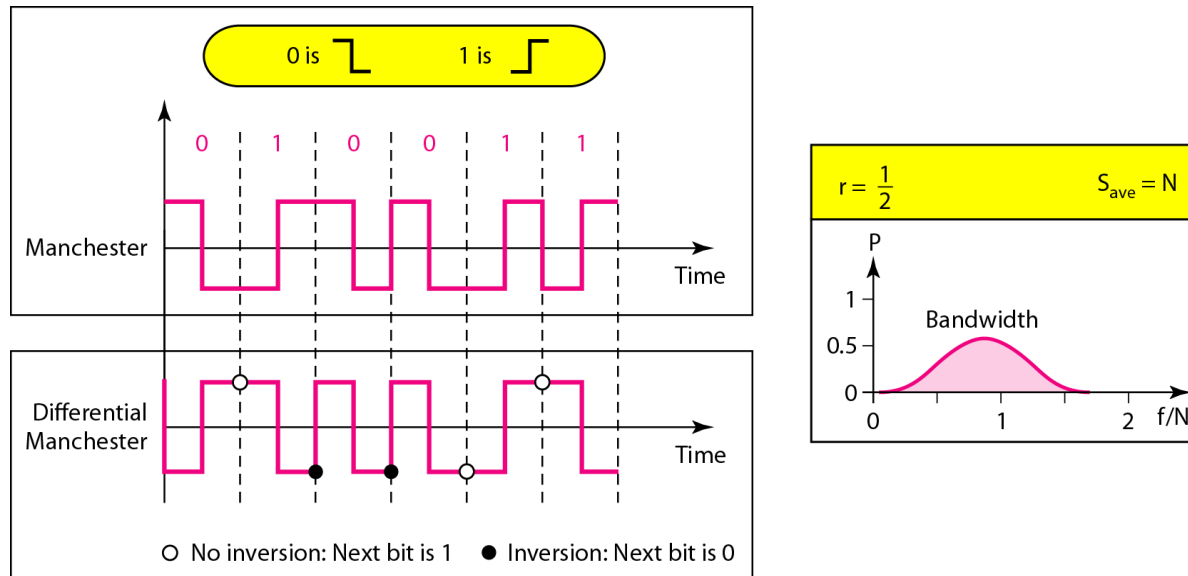 0 is 1 is
0 1 0 0 1 1
Manchester
Time
Differential
Manchester
Time
No inversion: Next bit is 1 Inversion: Next bit is 0
r = 1/2 S_ave = N
P
1
Bandwidth
0.5
0
0 1 2 f/N